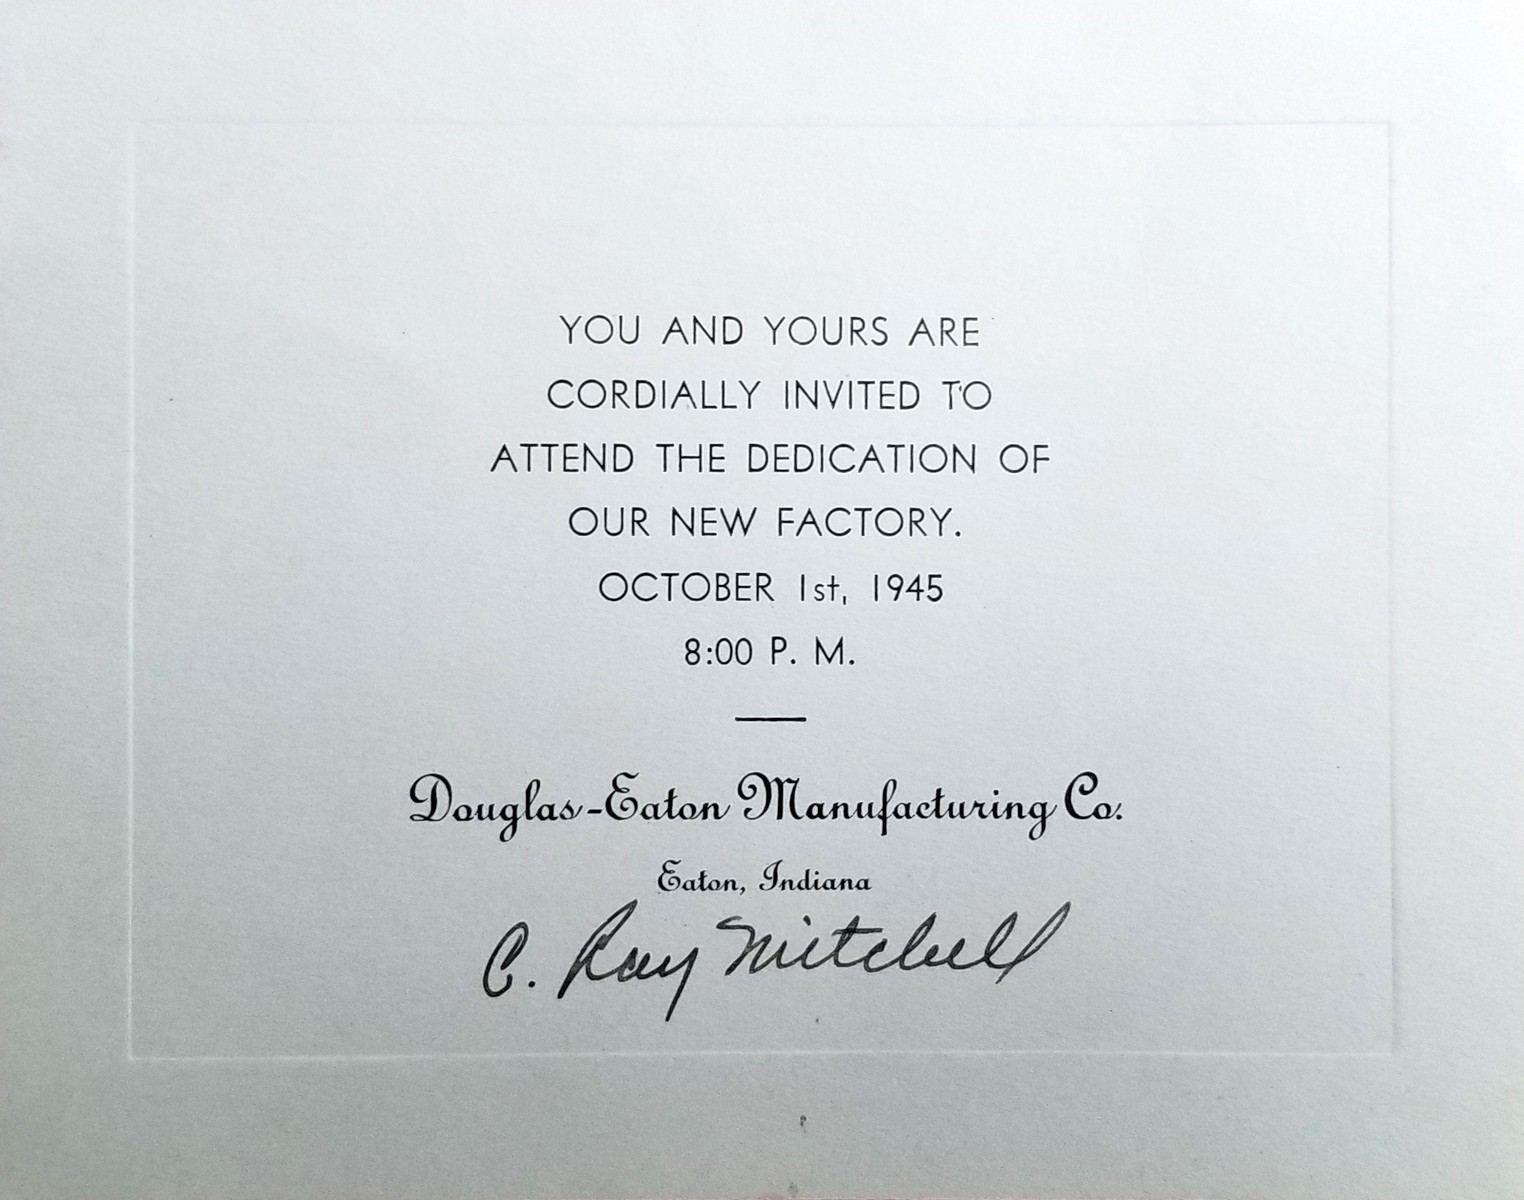 YOU AND YOURS ARE
CORDIALLY INVITED TO
ATTEND THE DEDICATION OF
OUR NEW FACTORY.
OCTOBER 1st, 1945
8:00 P. M.
Douglas-Eaton Manufacturing Co.
Eaton, Indiana
C. Ray Mitchell